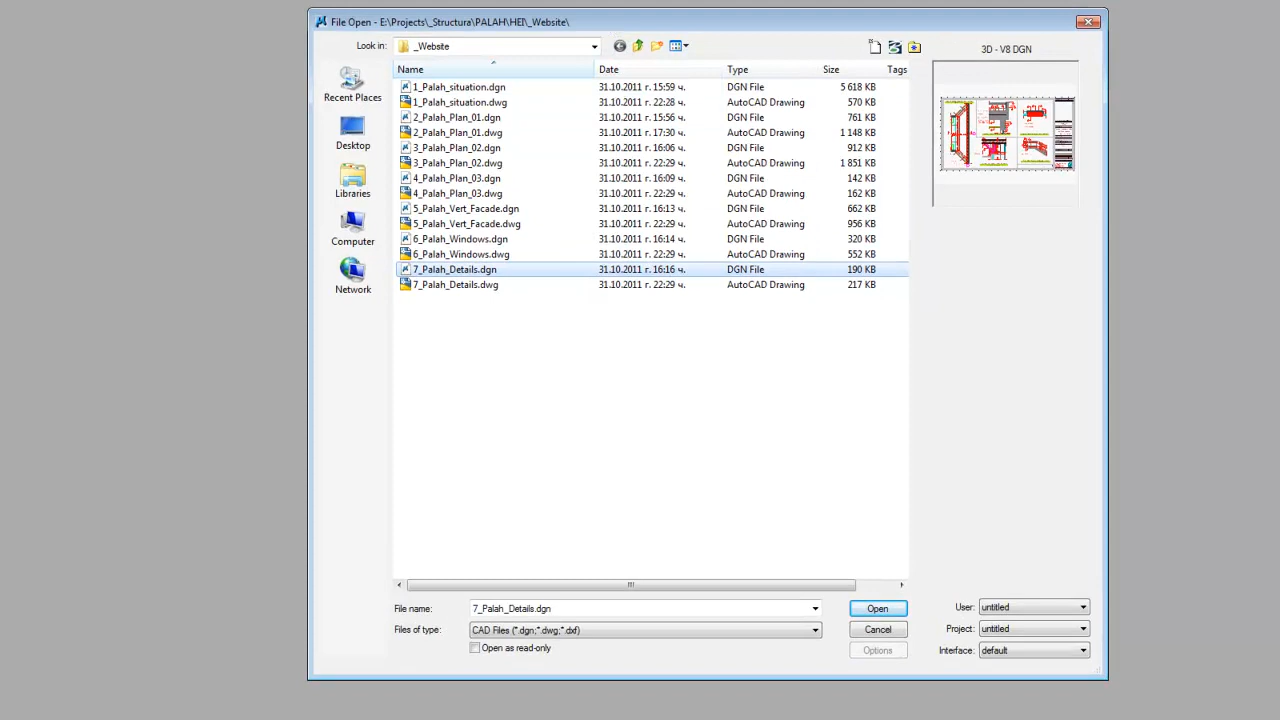 File Open - E:\Projects\_Structura\PALAH\HEI\_Website\
Look in: _Website
3D - V8 DGN
Name Date Type Size Tags
1_Palah_situation.dgn 31.10.2011 г. 15:59 ч. DGN File 5 618 KB
1_Palah_situation.dwg 31.10.2011 г. 22:28 ч. AutoCAD Drawing 570 KB
2_Palah_Plan_01.dgn 31.10.2011 г. 15:56 ч. DGN File 761 KB
2_Palah_Plan_01.dwg 31.10.2011 г. 17:30 ч. AutoCAD Drawing 1 148 KB
3_Palah_Plan_02.dgn 31.10.2011 г. 16:06 ч. DGN File 912 KB
3_Palah_Plan_02.dwg 31.10.2011 г. 22:29 ч. AutoCAD Drawing 1 851 KB
4_Palah_Plan_03.dgn 31.10.2011 г. 16:09 ч. DGN File 142 KB
4_Palah_Plan_03.dwg 31.10.2011 г. 22:29 ч. AutoCAD Drawing 162 KB
5_Palah_Vert_Facade.dgn 31.10.2011 г. 16:13 ч. DGN File 662 KB
5_Palah_Vert_Facade.dwg 31.10.2011 г. 22:29 ч. AutoCAD Drawing 956 KB
6_Palah_Windows.dgn 31.10.2011 г. 16:14 ч. DGN File 320 KB
6_Palah_Windows.dwg 31.10.2011 г. 22:29 ч. AutoCAD Drawing 552 KB
7_Palah_Details.dgn 31.10.2011 г. 16:16 ч. DGN File 190 KB
7_Palah_Details.dwg 31.10.2011 г. 22:29 ч. AutoCAD Drawing 217 KB
Recent Places
Desktop
Libraries
Computer
Network
File name: 7_Palah_Details.dgn Open User: untitled
Files of type: CAD Files (*.dgn;*.dwg;*.dxf) Cancel Project: untitled
Open as read-only Options Interface: default